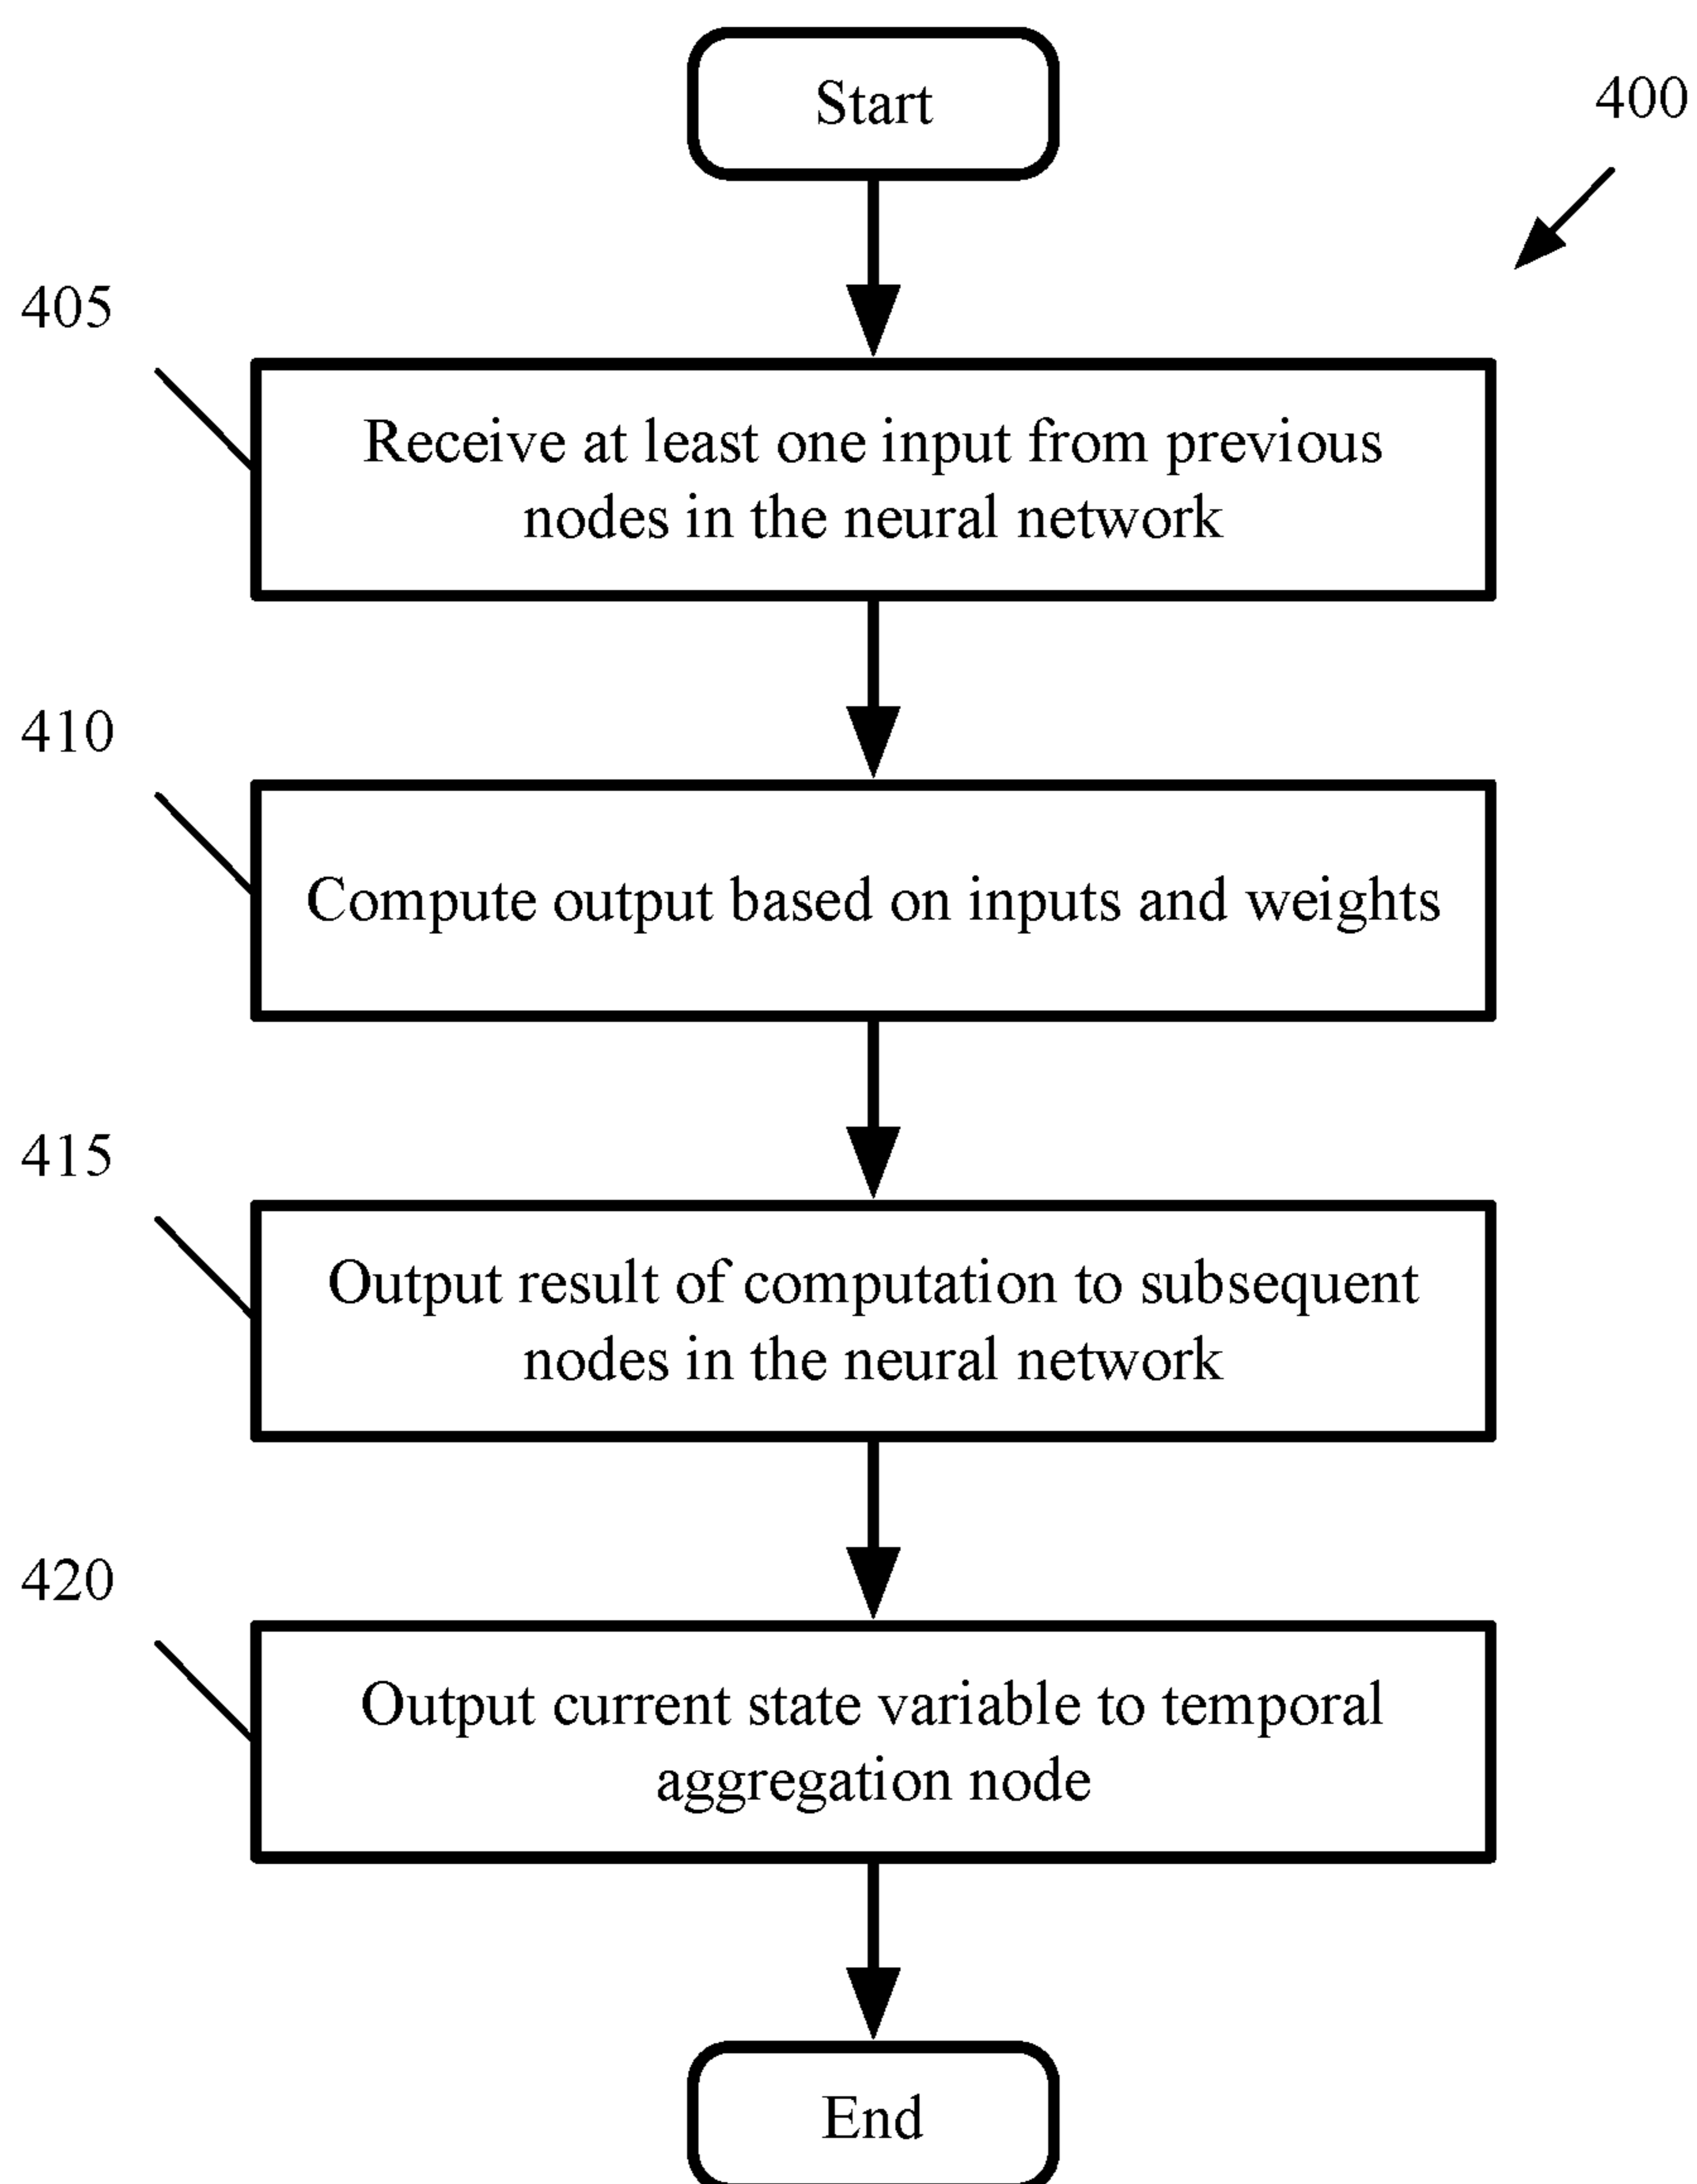 Start
400
405
Receive at least one input from previous
nodes in the neural network
410
Compute output based on inputs and weights
415
Output result of computation to subsequent
nodes in the neural network
420
Output current state variable to temporal
aggregation node
End